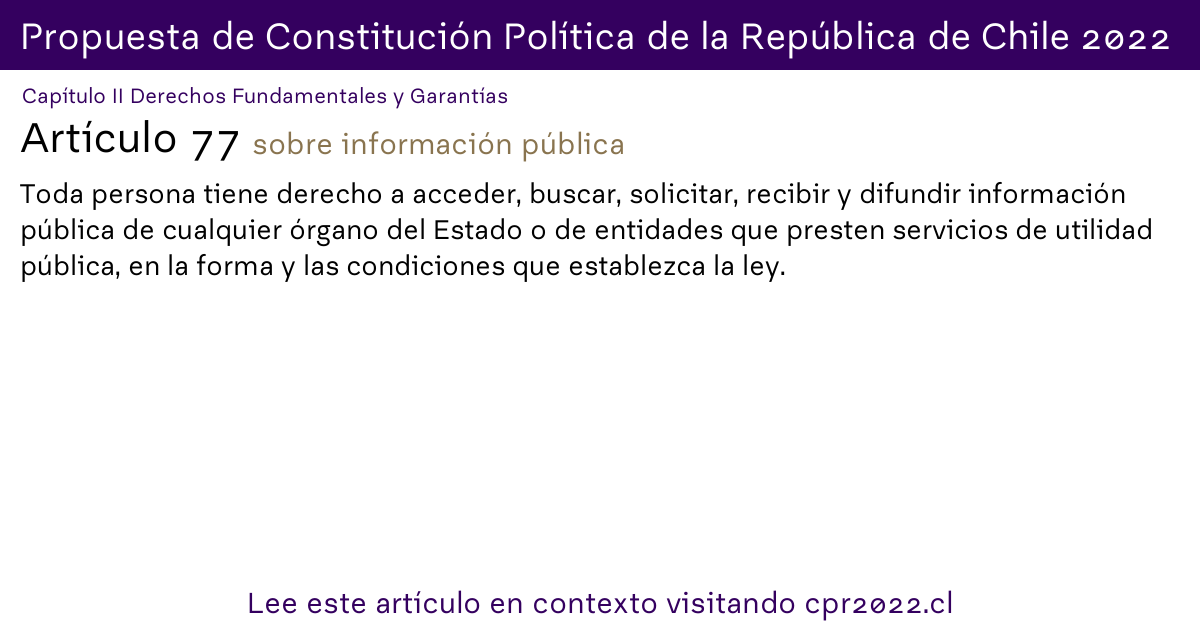 Propuesta de Constitución Política de la República de Chile 2022
Capítulo II Derechos Fundamentales y Garantías
Artículo 77 sobre información pública
Toda persona tiene derecho a acceder, buscar, solicitar, recibir y difundir información
pública de cualquier órgano del Estado o de entidades que presten servicios de utilidad
pública, en la forma y las condiciones que establezca la ley.
Lee este artículo en contexto visitando cpr2022.cl